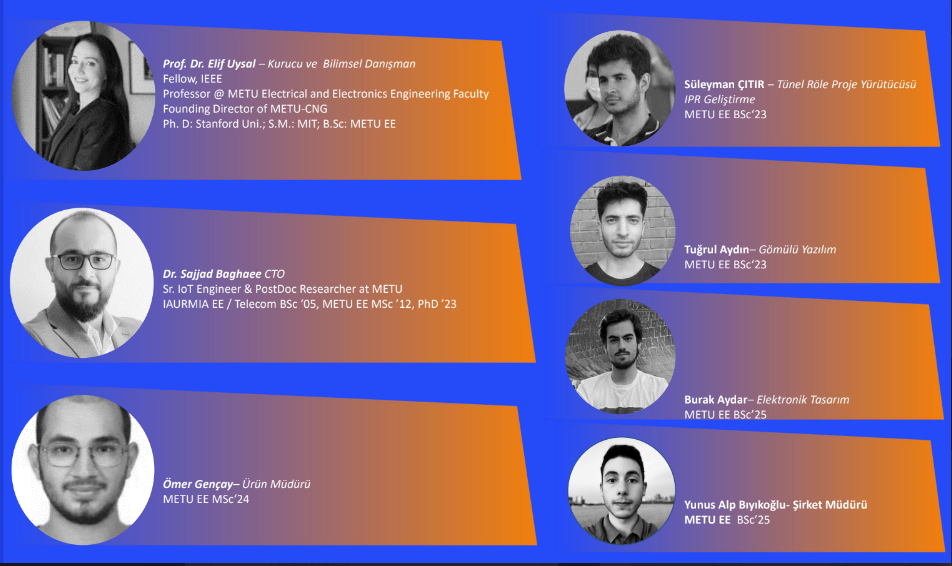 Prof. Dr. Elif Uysal – Kurucu ve Bilimsel Danışman
Fellow, IEEE
Professor @ METU Electrical and Electronics Engineering Faculty
Founding Director of METU-CNG
Ph. D: Stanford Uni.; S.M.: MIT; B.Sc: METU EE
Dr. Sajjad Baghaee CTO
Sr. IoT Engineer & PostDoc Researcher at METU
IAURMIA EE / Telecom BSc ’05, METU EE MSc ’12, PhD ’23
Ömer Gençay– Ürün Müdürü
METU EE MSc’24
Süleyman ÇITIR – Tünel Röle Proje Yürütücüsü
IPR Geliştirme
METU EE BSc’23
Tuğrul Aydın– Gömülü Yazılım
METU EE BSc’23
Burak Aydar– Elektronik Tasarım
METU EE BSc’25
Yunus Alp Bıyıkoğlu- Şirket Müdürü
METU EE BSc’25